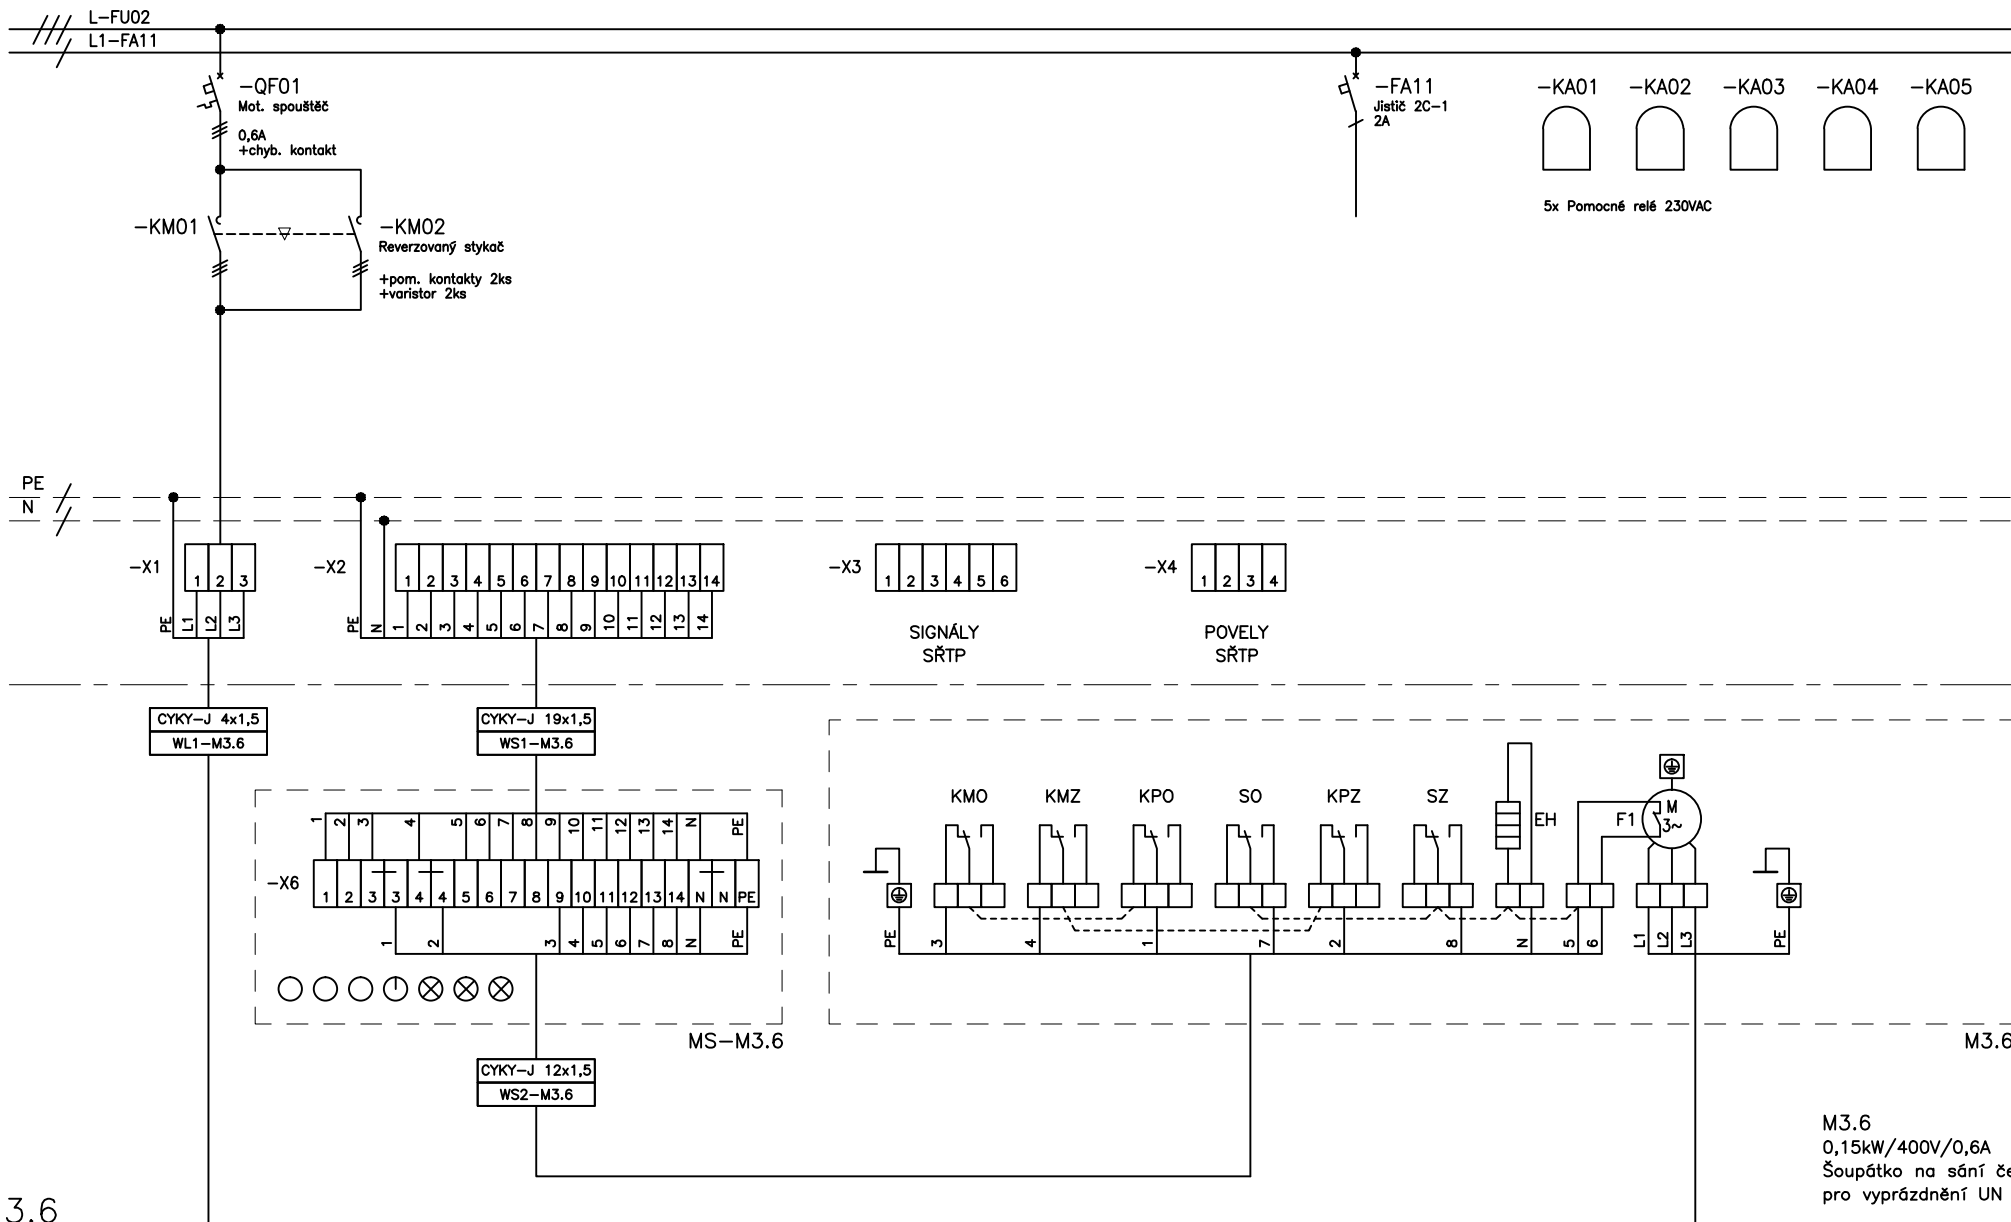 L-FU02
L1-FA11
-QF01
Mot. spouštěč
0,6A
+chyb. kontakt
-FA11
Jistič 2C-1
2A
-KA01 -KA02 -KA03 -KA04 -KA05
5x Pomocné relé 230VAC
-KM01
-KM02
Reverzovaný stykač
+pom. kontakty 2ks
+varistor 2ks
PE
N
-X1 1 2 3
PE L1 L2 L3
-X2 1 2 3 4 5 6 7 8 9 10 11 12 13 14
PE N 1 2 3 4 5 6 7 8 9 10 11 12 13 14
-X3 1 2 3 4 5 6
SIGNÁLY
SŘTP
-X4 1 2 3 4
POVELY
SŘTP
CYKY-J 4x1,5
WL1-M3.6
CYKY-J 19x1,5
WS1-M3.6
1 2 3 4 5 6 7 8 9 10 11 12 13 14 N PE
-X6 1 2 3 3 4 4 5 6 7 8 9 10 11 12 13 14 N N PE
1 2 3 4 5 6 7 8 N PE
MS-M3.6
CYKY-J 12x1,5
WS2-M3.6
KMO KMZ KPO SO KPZ SZ EH F1 M
3~
PE 3 4 1 7 2 8 N 5 6 L1 L2 L3 PE
M3.6
M3.6
0,15kW/400V/0,6A
Šoupátko na sání če
pro vyprázdnění UN
3.6